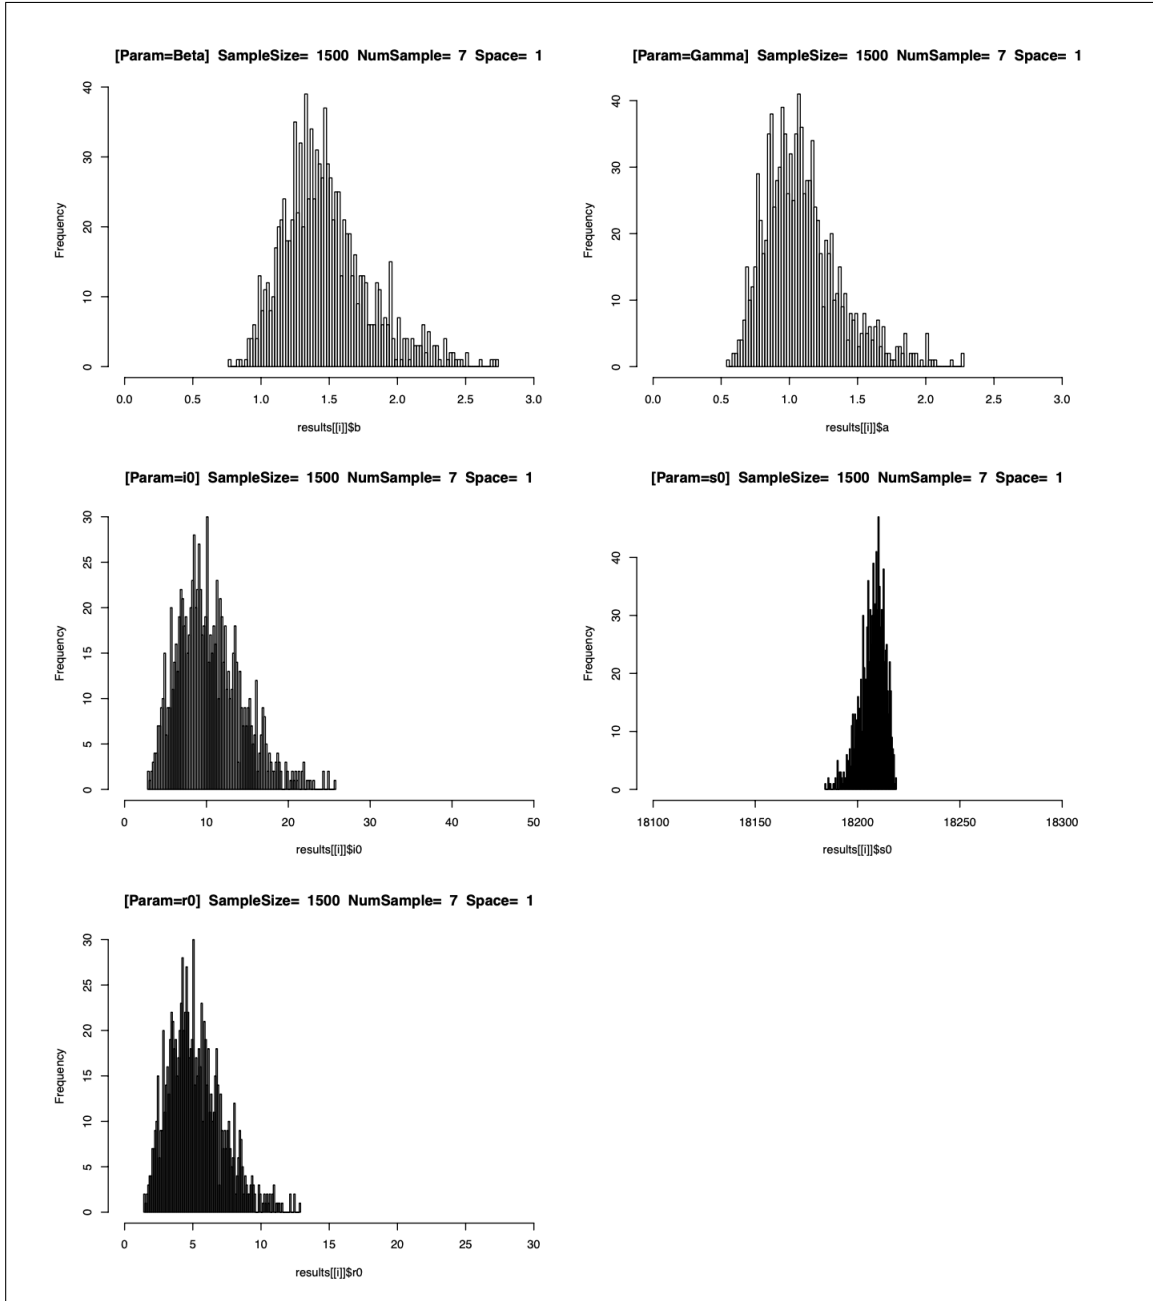 [Param=Beta] SampleSize= 1500 NumSample= 7 Space= 1
Frequency
0 10 20 30 40
0.0 0.5 1.0 1.5 2.0 2.5 3.0
results[[i]]$b
[Param=Gamma] SampleSize= 1500 NumSample= 7 Space= 1
Frequency
0 10 20 30 40
0.0 0.5 1.0 1.5 2.0 2.5 3.0
results[[i]]$a
[Param=i0] SampleSize= 1500 NumSample= 7 Space= 1
Frequency
0 5 10 15 20 25 30
0 10 20 30 40 50
results[[i]]$i0
[Param=s0] SampleSize= 1500 NumSample= 7 Space= 1
Frequency
0 10 20 30 40
18100 18150 18200 18250 18300
results[[i]]$s0
[Param=r0] SampleSize= 1500 NumSample= 7 Space= 1
Frequency
0 5 10 15 20 25 30
0 5 10 15 20 25 30
results[[i]]$r0